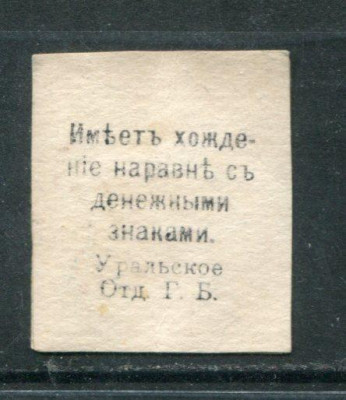 Имѣетъ хожде-
ніе наравнѣ съ
денежными
знаками.
Уральское
Отд. Г. Б.